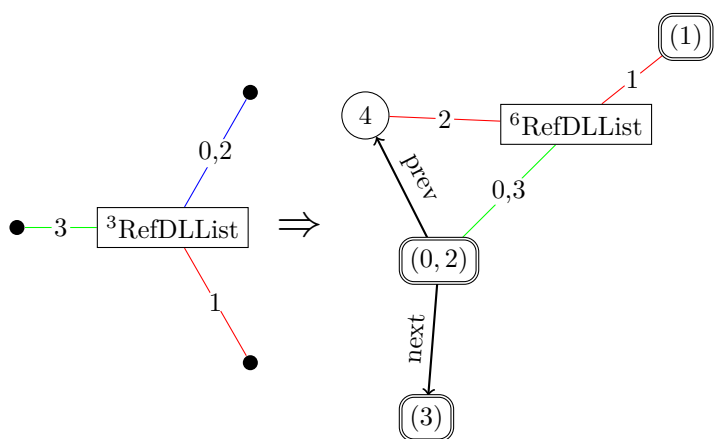 (1)
1
4
2
⁶RefDLList
0,2
prev
0,3
3
³RefDLList
⇒
(0, 2)
1
next
(3)